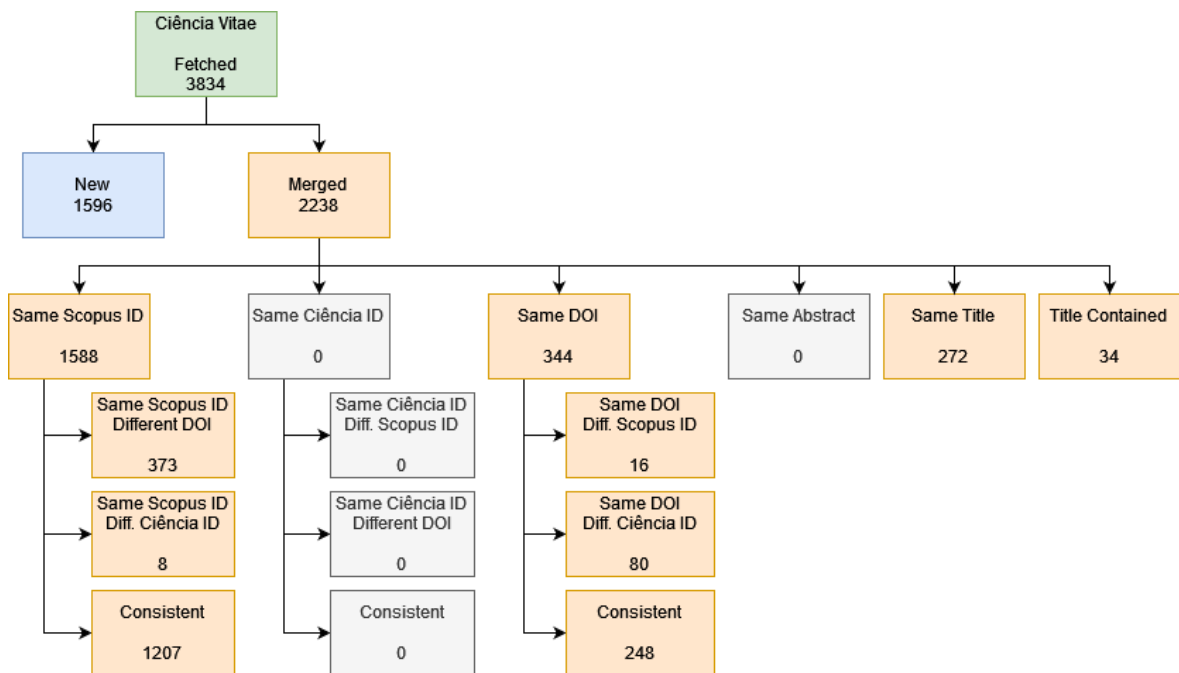 Ciência Vitae
Fetched
3834
New
1596
Merged
2238
Same Scopus ID
1588
Same Ciência ID
0
Same DOI
344
Same Abstract
0
Same Title
272
Title Contained
34
Same Scopus ID
Different DOI
373
Same Ciência ID
Diff. Scopus ID
0
Same DOI
Diff. Scopus ID
16
Same Scopus ID
Diff. Ciência ID
8
Same Ciência ID
Different DOI
0
Same DOI
Diff. Ciência ID
80
Consistent
1207
Consistent
0
Consistent
248